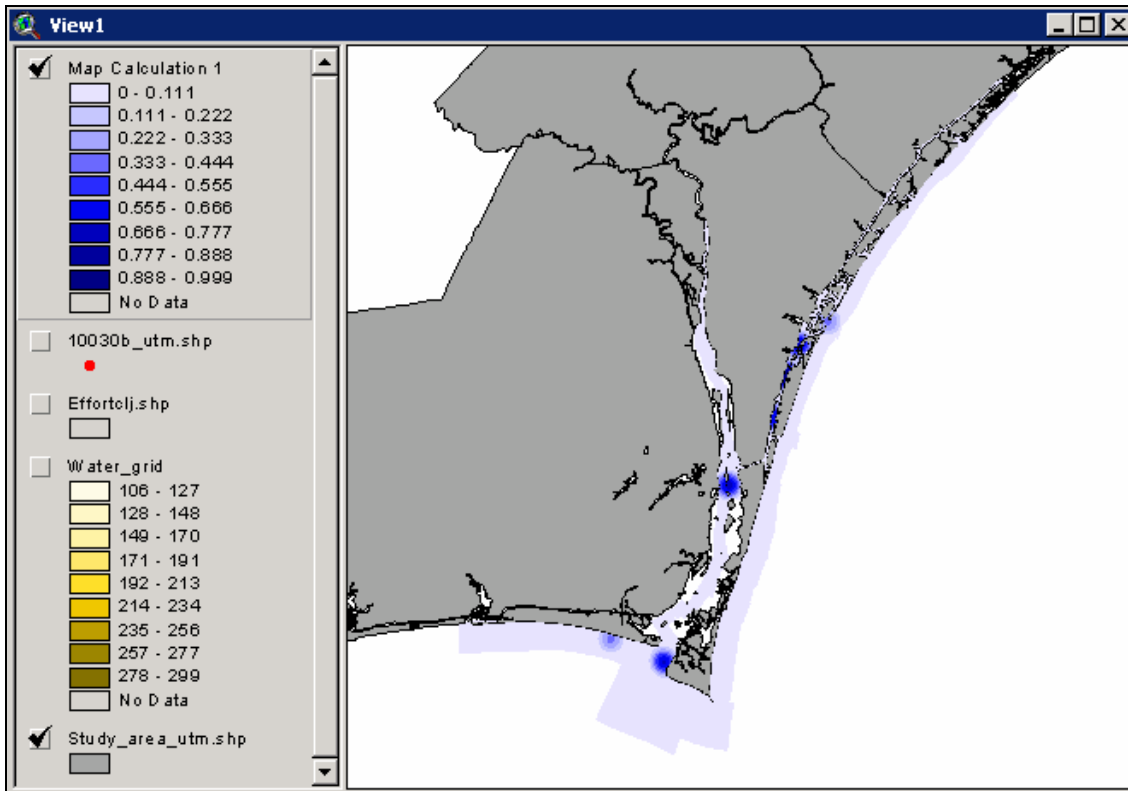 View1
Map Calculation 1
0 - 0.111
0.111 - 0.222
0.222 - 0.333
0.333 - 0.444
0.444 - 0.555
0.555 - 0.666
0.666 - 0.777
0.777 - 0.888
0.888 - 0.999
No Data
10030b_utm.shp
Effortclj.shp
Water_grid
106 - 127
128 - 148
149 - 170
171 - 191
192 - 213
214 - 234
235 - 256
257 - 277
278 - 299
No Data
Study_area_utm.shp